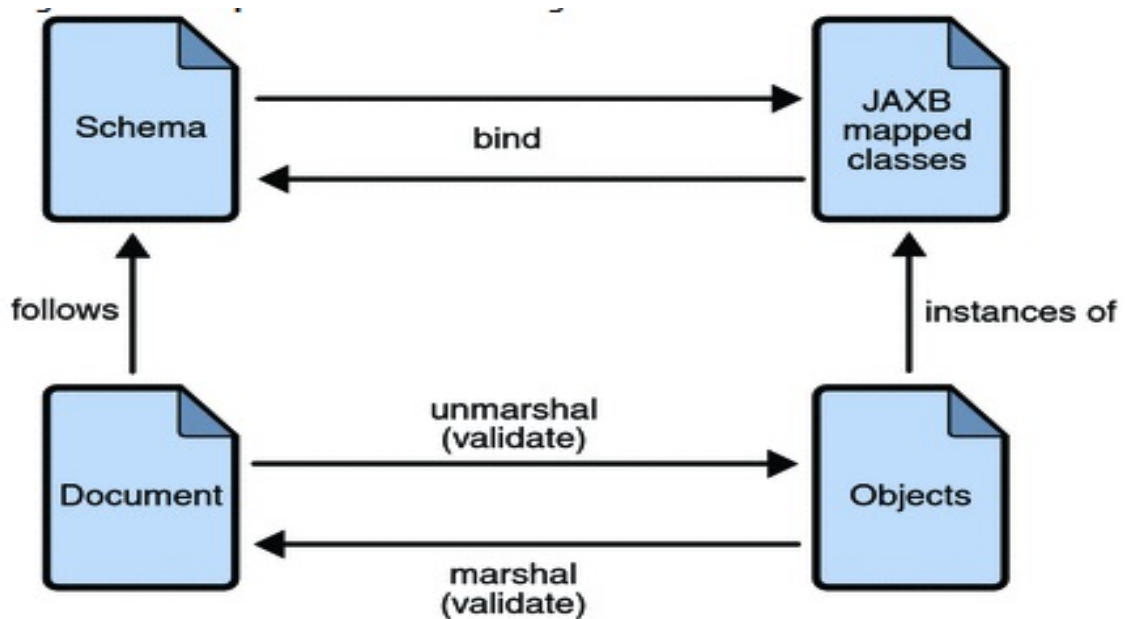 Schema
bind
JAXB
mapped
classes
follows
instances of
unmarshal
(validate)
Document
Objects
marshal
(validate)